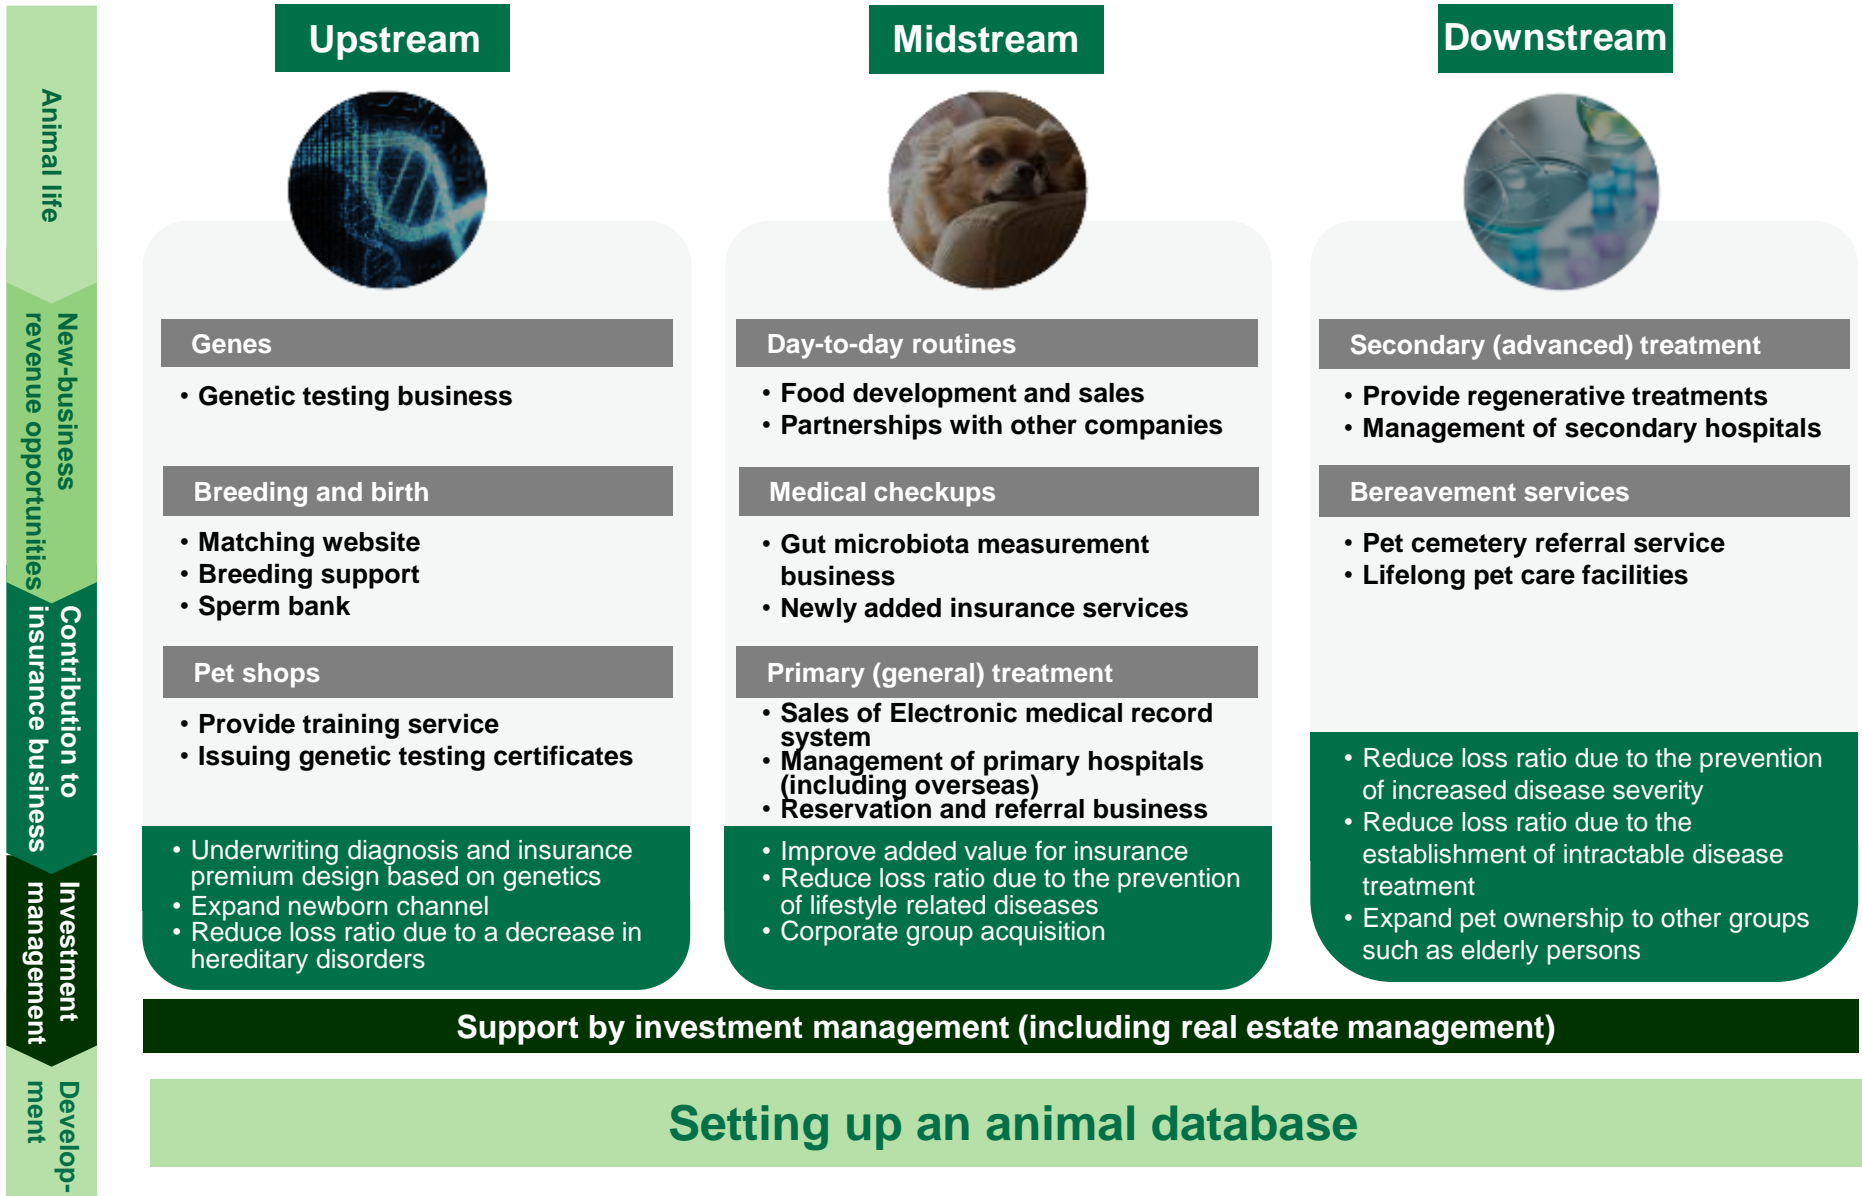 Upstream
Midstream
Downstream
Animal life
New-business
revenue opportunities
Contribution to
insurance business
Investment
management
Develop-
ment
Genes
• Genetic testing business
Breeding and birth
• Matching website
• Breeding support
• Sperm bank
Pet shops
• Provide training service
• Issuing genetic testing certificates
• Underwriting diagnosis and insurance
premium design based on genetics
• Expand newborn channel
• Reduce loss ratio due to a decrease in
hereditary disorders
Day-to-day routines
• Food development and sales
• Partnerships with other companies
Medical checkups
• Gut microbiota measurement
business
• Newly added insurance services
Primary (general) treatment
• Sales of Electronic medical record
system
• Management of primary hospitals
(including overseas)
• Reservation and referral business
• Improve added value for insurance
• Reduce loss ratio due to the prevention
of lifestyle related diseases
• Corporate group acquisition
Secondary (advanced) treatment
• Provide regenerative treatments
• Management of secondary hospitals
Bereavement services
• Pet cemetery referral service
• Lifelong pet care facilities
• Reduce loss ratio due to the prevention
of increased disease severity
• Reduce loss ratio due to the
establishment of intractable disease
treatment
• Expand pet ownership to other groups
such as elderly persons
Support by investment management (including real estate management)
Setting up an animal database